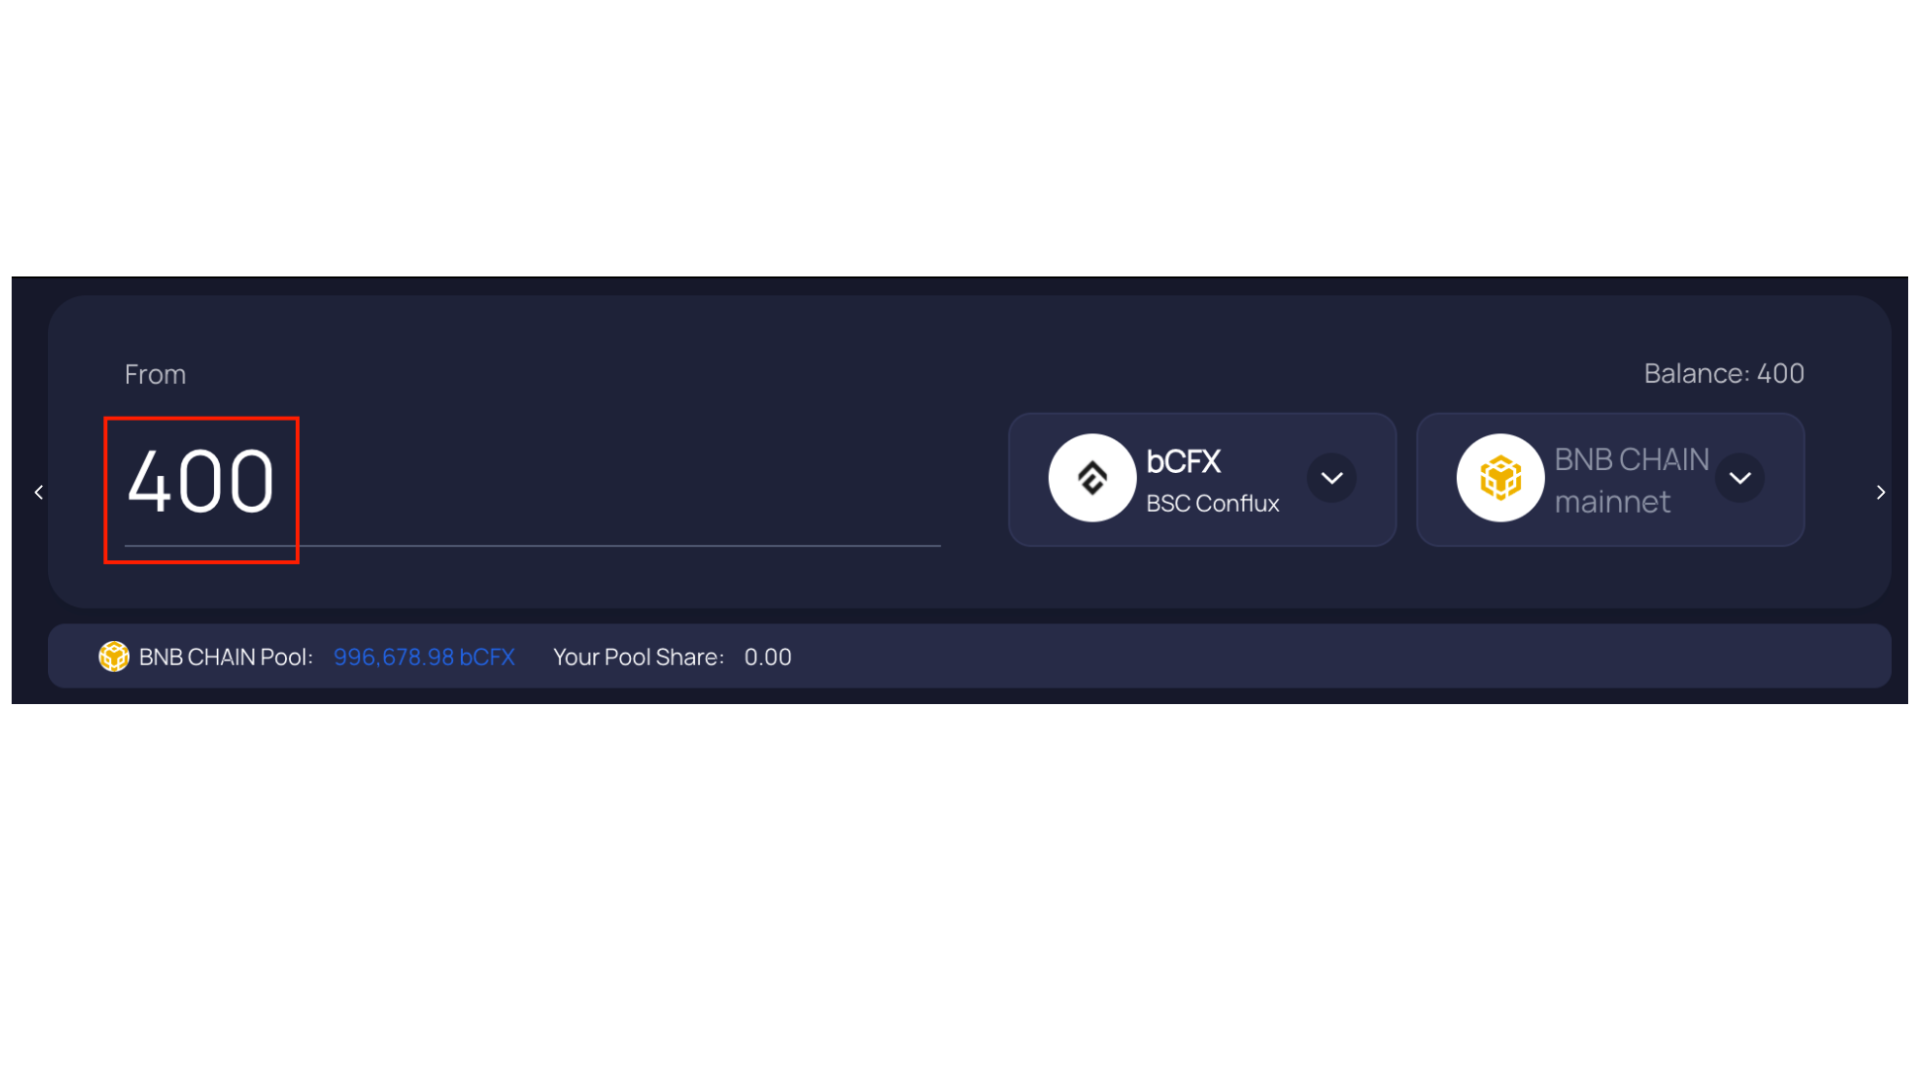 From
Balance: 400
400
bCFX
BSC Conflux
BNB CHAIN
mainnet
BNB CHAIN Pool: 996,678.98 bCFX Your Pool Share: 0.00